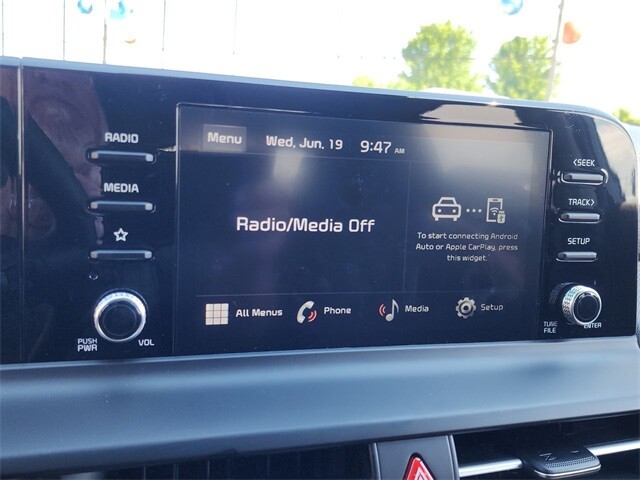 RADIO
MEDIA
PUSH
PWR
VOL
Menu
Wed, Jun. 19
9:47 AM
Radio/Media Off
To start connecting Android
Auto or Apple CarPlay, press
this widget.
All Menus
Phone
Media
Setup
<SEEK
TRACK>
SETUP
TUNE
FILE
ENTER